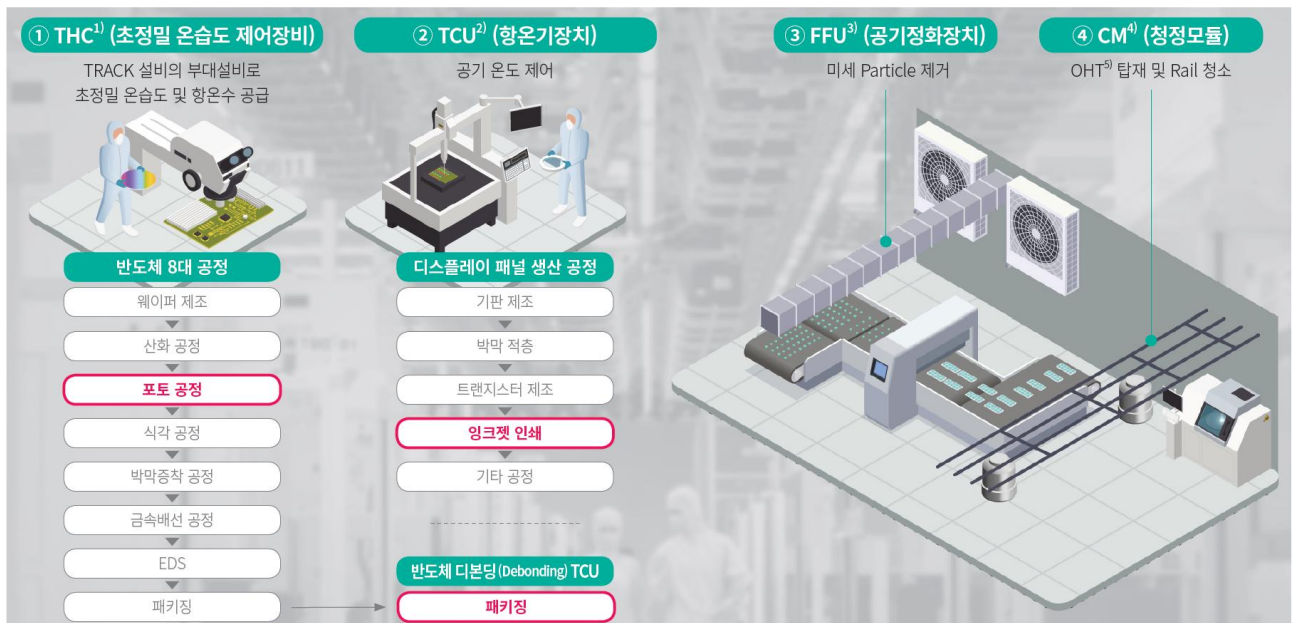 ① THC1) (초정밀 온습도 제어장비)
TRACK 설비의 부대설비로
초정밀 온습도 및 항온수 공급
② TCU2) (항온기장치)
공기 온도 제어
③ FFU3) (공기정화장치)
미세 Particle 제거
④ CM4) (청정모듈)
OHT5) 탑재 및 Rail 청소
반도체 8대 공정
웨이퍼 제조
산화 공정
포토 공정
식각 공정
박막증착 공정
금속배선 공정
EDS
패키징
디스플레이 패널 생산 공정
기판 제조
박막 적층
트랜지스터 제조
잉크젯 인쇄
기타 공정
반도체 디본딩(Debonding) TCU
패키징